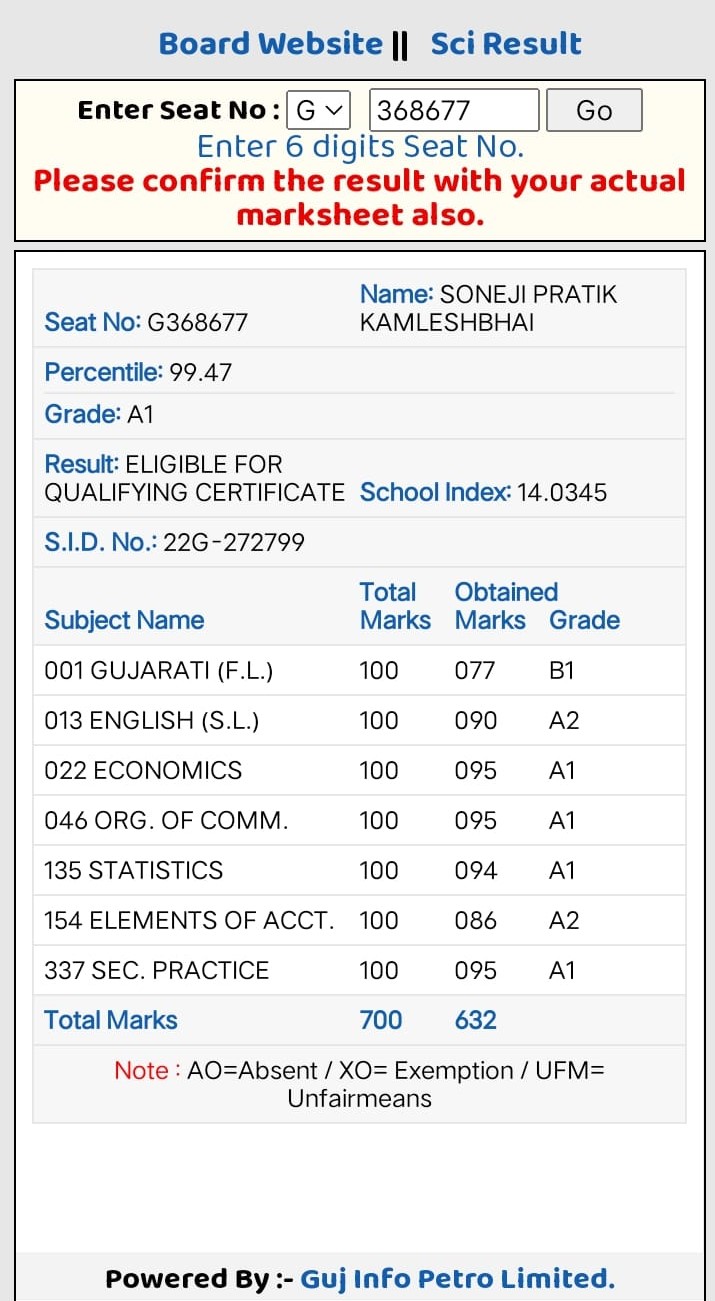 Board Website || Sci Result
Enter Seat No : G 368677 Go
Enter 6 digits Seat No.
Please confirm the result with your actual
marksheet also.
Seat No: G368677 Name: SONEJI PRATIK
KAMLESHBHAI
Percentile: 99.47
Grade: A1
Result: ELIGIBLE FOR
QUALIFYING CERTIFICATE School Index: 14.0345
S.I.D. No.: 22G-272799
Subject Name Total Marks Obtained Marks Grade
001 GUJARATI (F.L.) 100 077 B1
013 ENGLISH (S.L.) 100 090 A2
022 ECONOMICS 100 095 A1
046 ORG. OF COMM. 100 095 A1
135 STATISTICS 100 094 A1
154 ELEMENTS OF ACCT. 100 086 A2
337 SEC. PRACTICE 100 095 A1
Total Marks 700 632
Note : AO=Absent / XO= Exemption / UFM=
Unfairmeans
Powered By :- Guj Info Petro Limited.